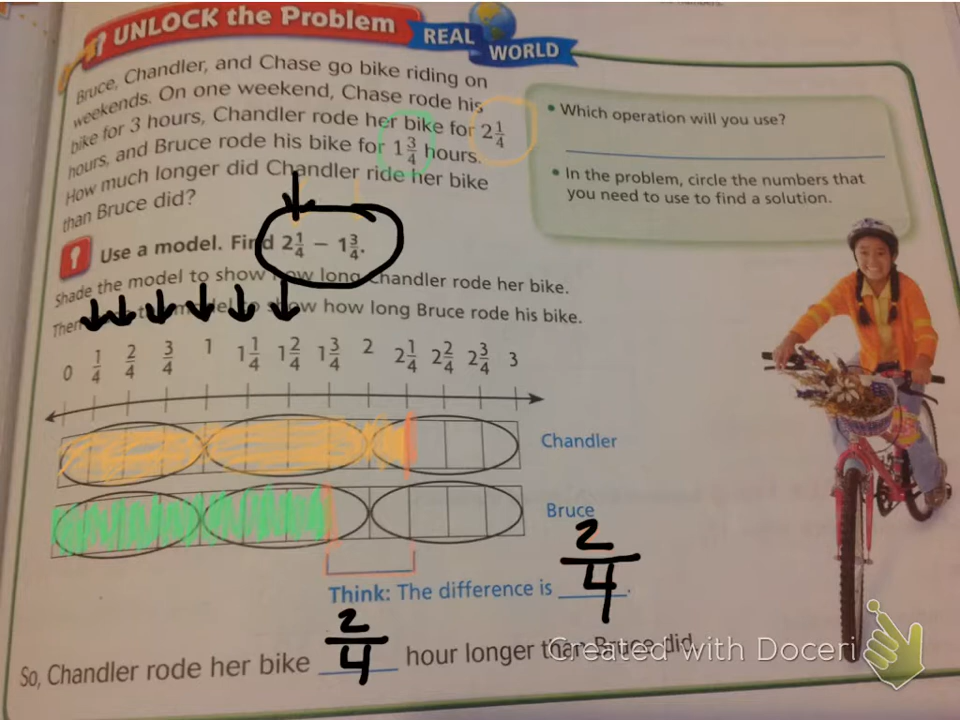 UNLOCK the Problem REAL WORLD
Bruce, Chandler, and Chase go bike riding on
weekends. On one weekend, Chase rode his
bike for 3 hours, Chandler rode her bike for 2 1/4
hours, and Bruce rode his bike for 1 3/4 hours.
How much longer did Chandler ride her bike
than Bruce did?
• Which operation will you use?
• In the problem, circle the numbers that
you need to use to find a solution.
Use a model. Find 2 1/4 − 1 3/4.
Shade the model to show how long Chandler rode her bike.
Then model to show how long Bruce rode his bike.
0 1/4 2/4 3/4 1 1 1/4 1 2/4 1 3/4 2 2 1/4 2 2/4 2 3/4 3
Chandler
Bruce
Think: The difference is 2/4.
So, Chandler rode her bike 2/4 hour longer than Bruce did.
Created with Doceri